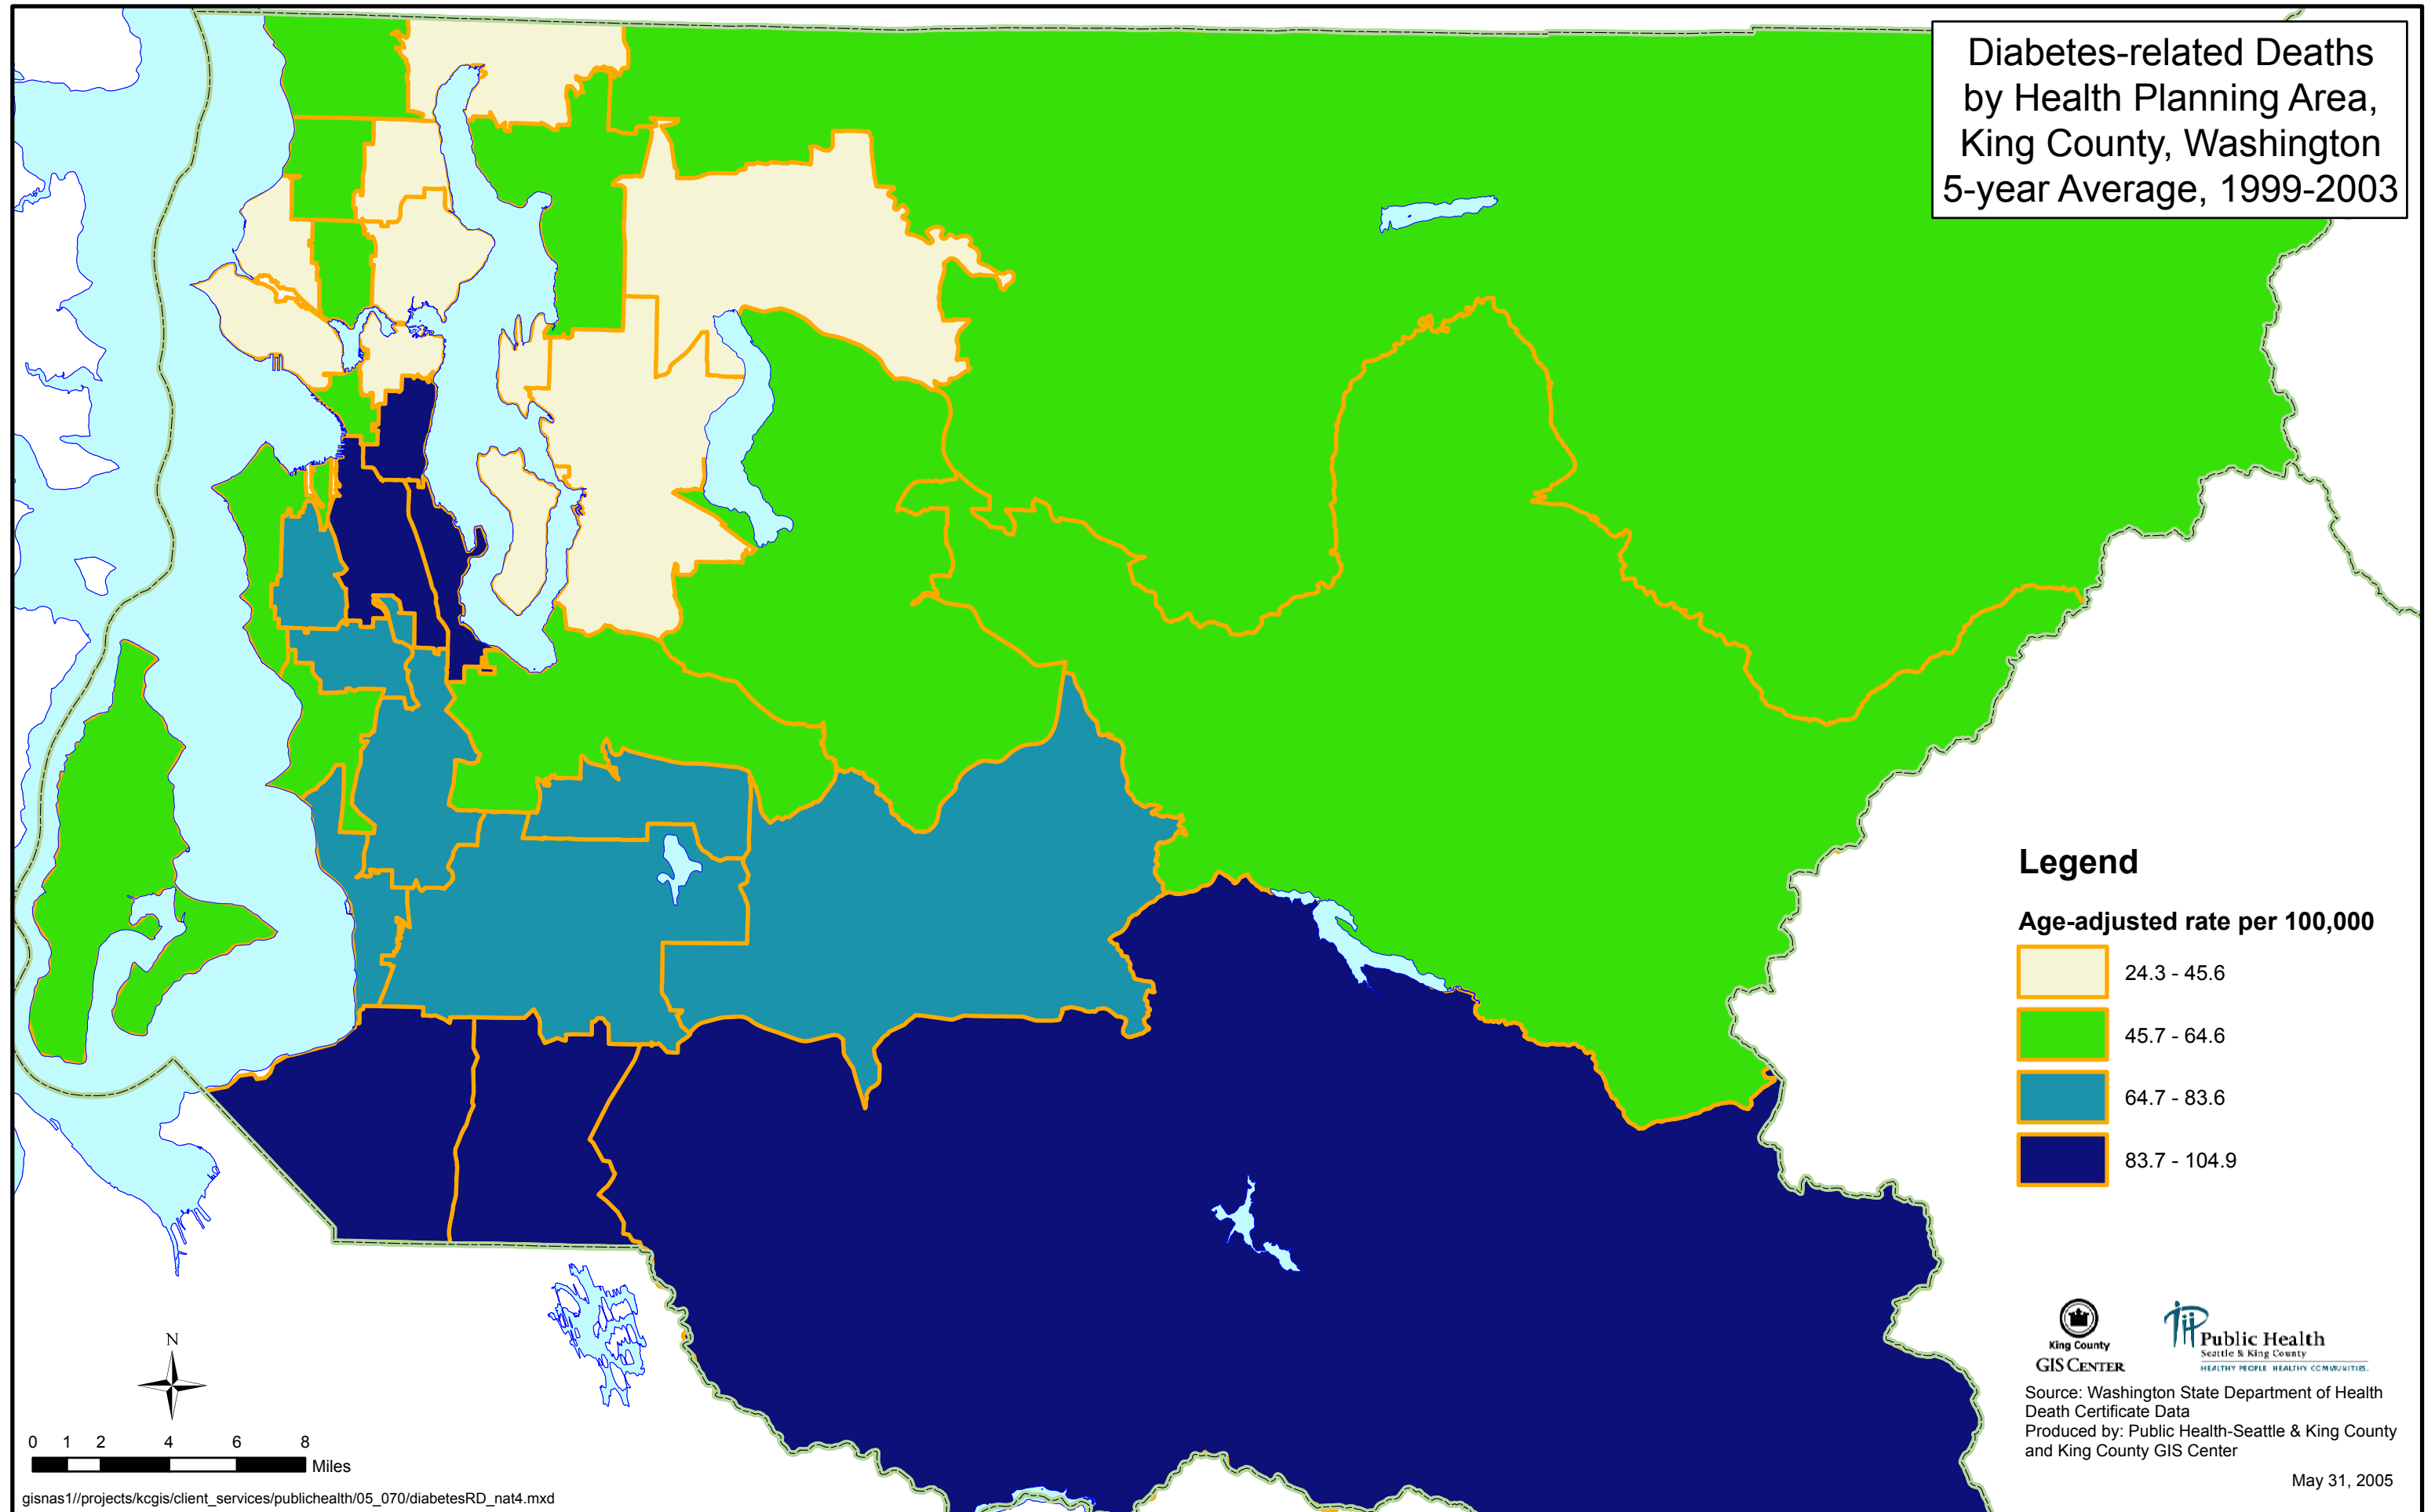 Diabetes-related Deaths
by Health Planning Area,
King County, Washington
5-year Average, 1999-2003
Legend
Age-adjusted rate per 100,000
24.3 - 45.6
45.7 - 64.6
64.7 - 83.6
83.7 - 104.9
King County
GIS CENTER
Public Health
Seattle & King County
HEALTHY PEOPLE. HEALTHY COMMUNITIES.
Source: Washington State Department of Health
Death Certificate Data
Produced by: Public Health-Seattle & King County
and King County GIS Center
May 31, 2005
N
0 1 2 4 6 8
Miles
gisnas1//projects/kcgis/client_services/publichealth/05_070/diabetesRD_nat4.mxd